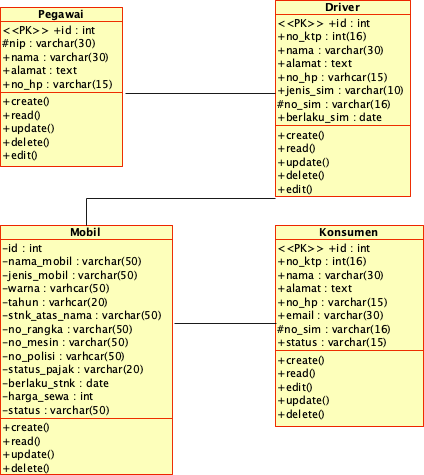 Pegawai
<<PK>> +id : int
#nip : varchar(30)
+nama : varchar(30)
+alamat : text
+no_hp : varchar(15)
+create()
+read()
+update()
+delete()
+edit()
Driver
<<PK>> +id : int
+no_ktp : int(16)
+nama : varchar(30)
+alamat : text
+no_hp : varhcar(15)
+jenis_sim : varchar(10)
#no_sim : varchar(16)
+berlaku_sim : date
+create()
+read()
+update()
+delete()
+edit()
Mobil
-id : int
-nama_mobil : varchar(50)
-jenis_mobil : varchar(50)
-warna : varhcar(50)
-tahun : varhcar(20)
-stnk_atas_nama : varchar(50)
-no_rangka : varchar(50)
-no_mesin : varchar(50)
-no_polisi : varhcar(50)
-status_pajak : varchar(20)
-berlaku_stnk : date
-harga_sewa : int
-status : varchar(50)
+create()
+read()
+update()
+delete()
Konsumen
<<PK>> +id : int
+no_ktp : int(16)
+nama : varchar(30)
+alamat : text
+no_hp : varchar(15)
+email : varchar(30)
#no_sim : varchar(16)
+status : varchar(15)
+create()
+read()
+edit()
+update()
+delete()